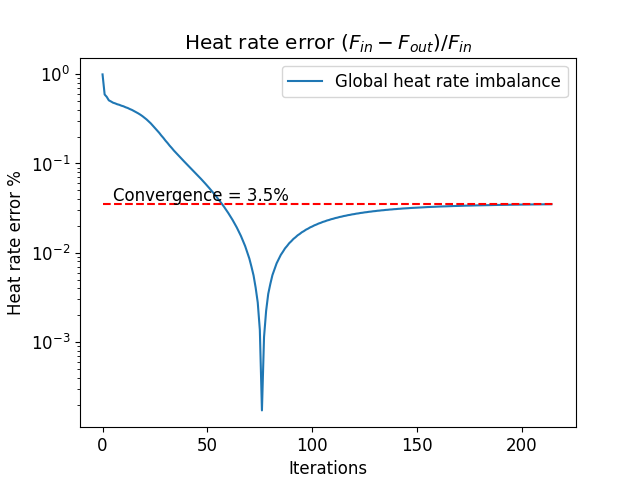 Heat rate error (F_in − F_out)/F_in
Global heat rate imbalance
Convergence = 3.5%
Heat rate error %
10^0
10^−1
10^−2
10^−3
0 50 100 150 200
Iterations